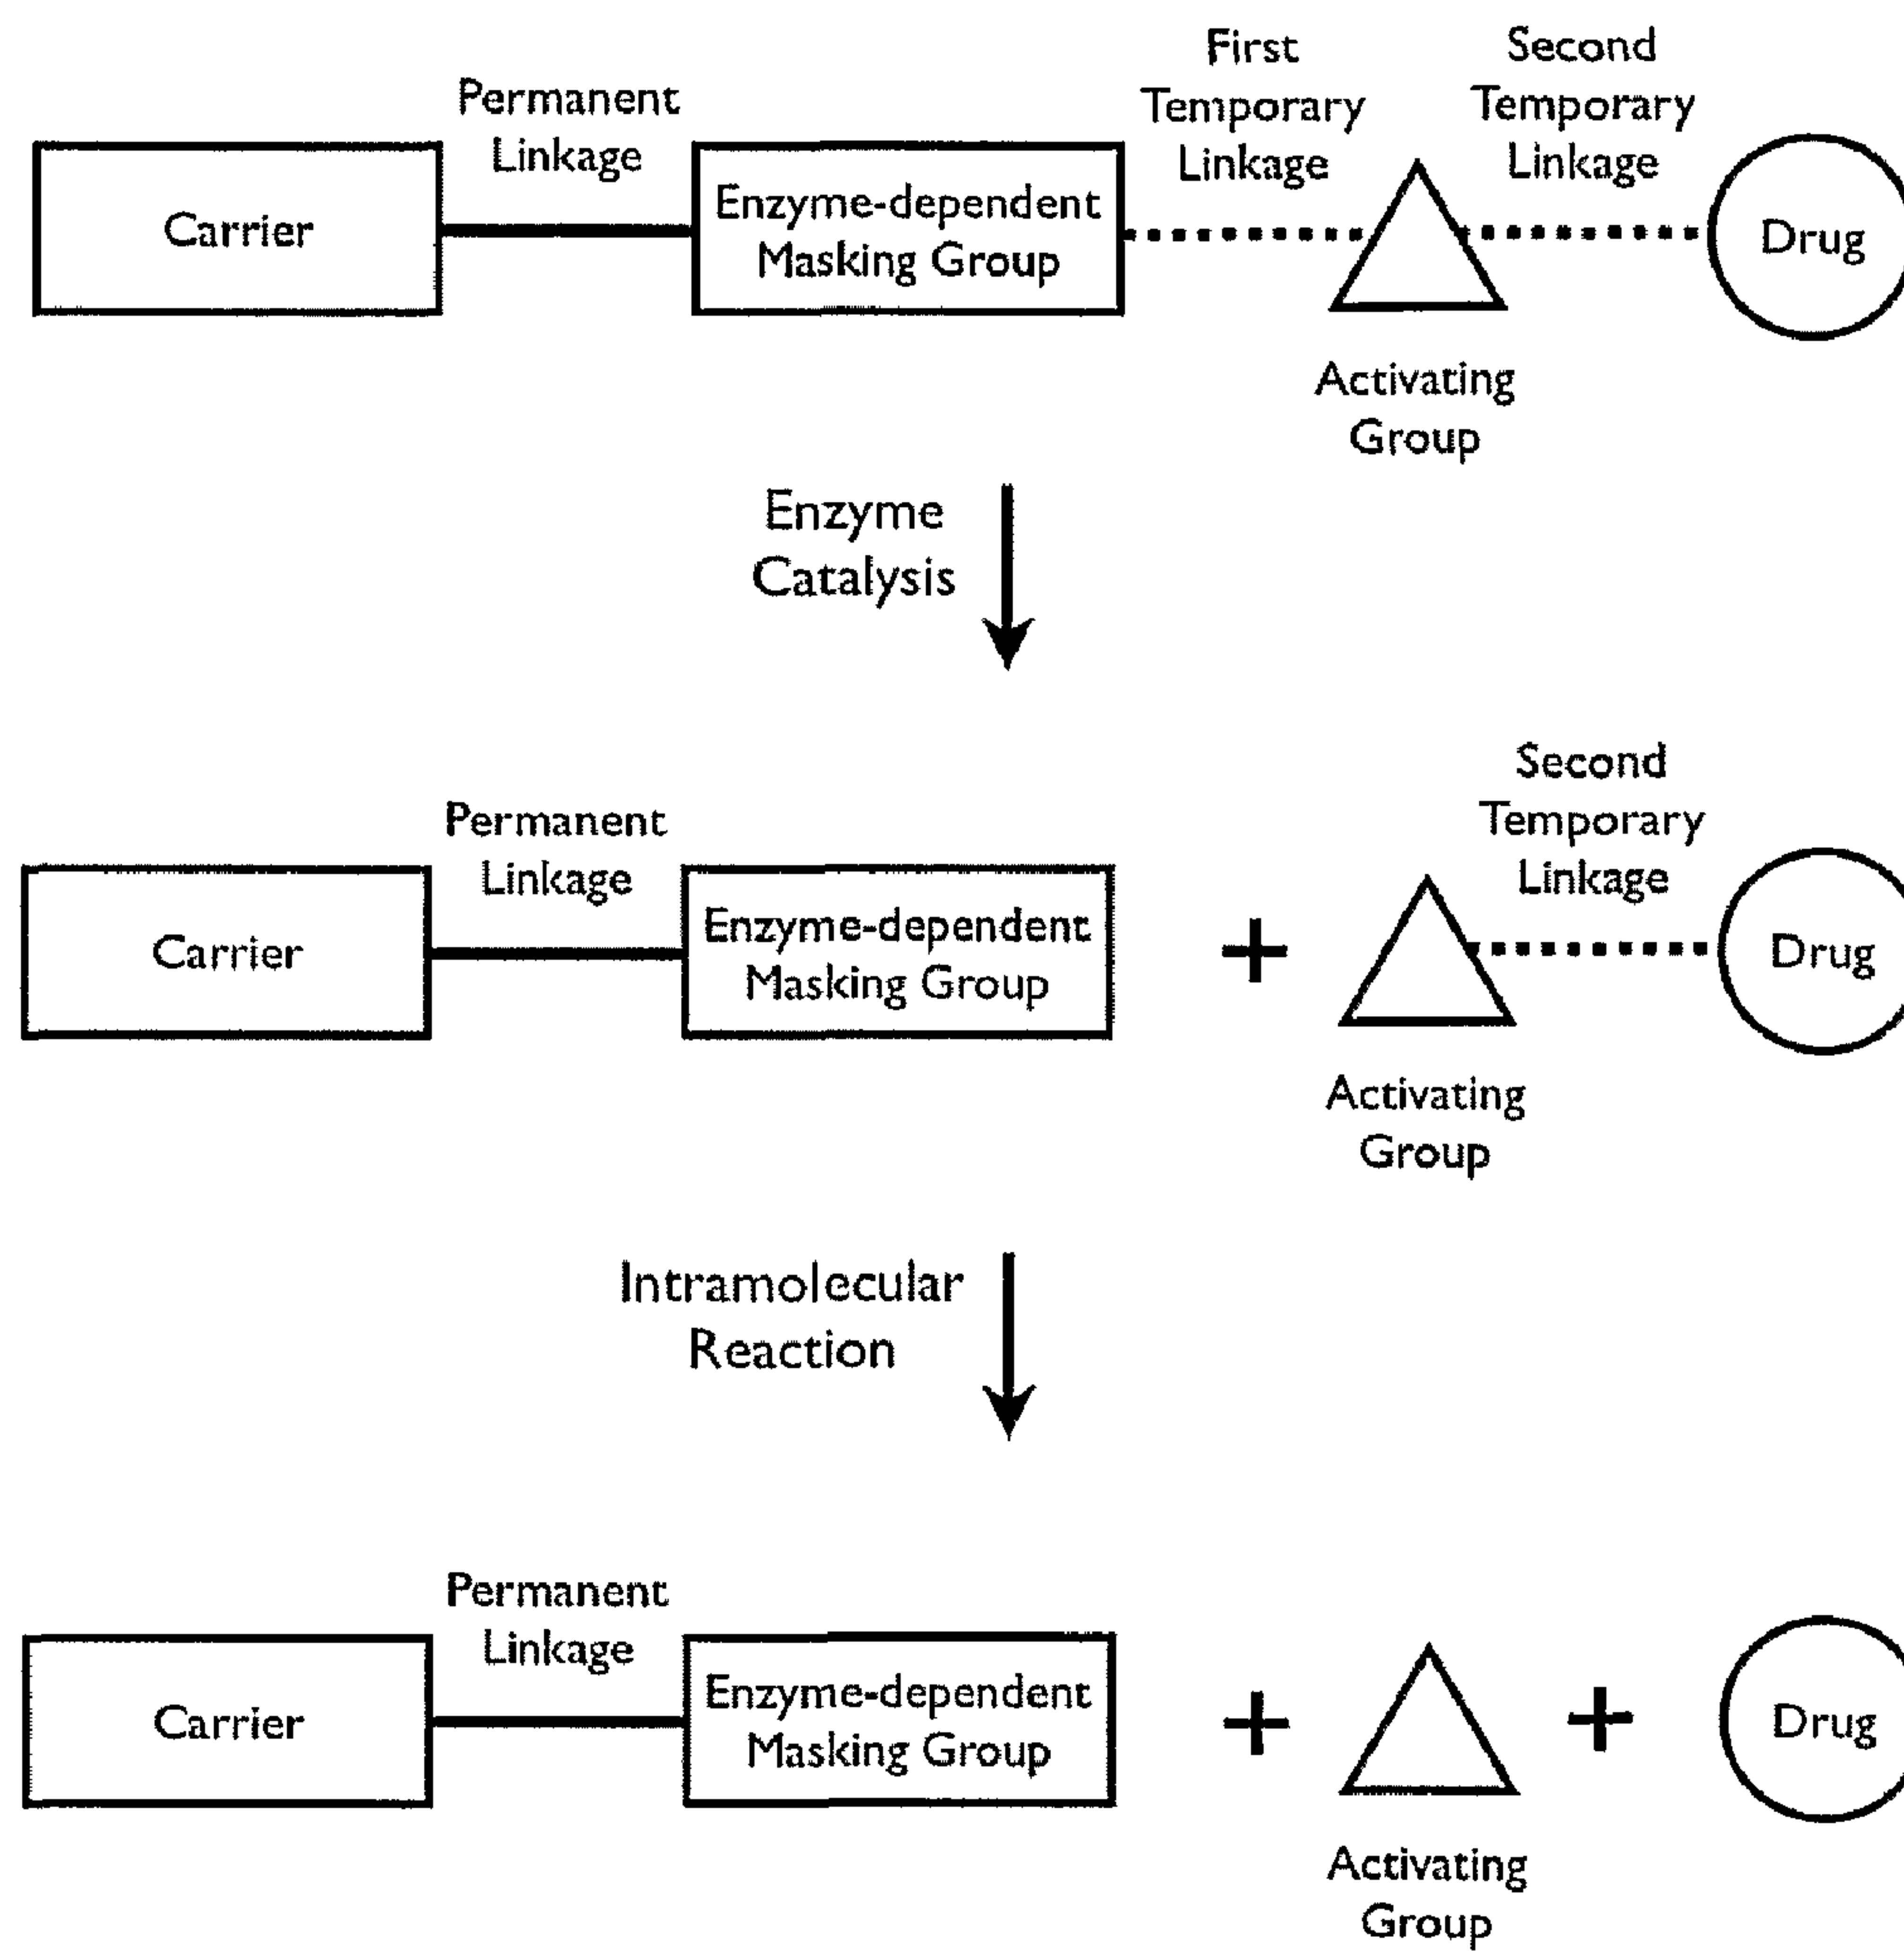 First
Temporary
Linkage
Second
Temporary
Linkage
Permanent
Linkage
Carrier
Enzyme-dependent
Masking Group
Drug
Activating
Group
Enzyme
Catalysis
Second
Temporary
Linkage
Permanent
Linkage
Carrier
Enzyme-dependent
Masking Group
+
Drug
Activating
Group
Intramolecular
Reaction
Permanent
Linkage
Carrier
Enzyme-dependent
Masking Group
+
+
Drug
Activating
Group